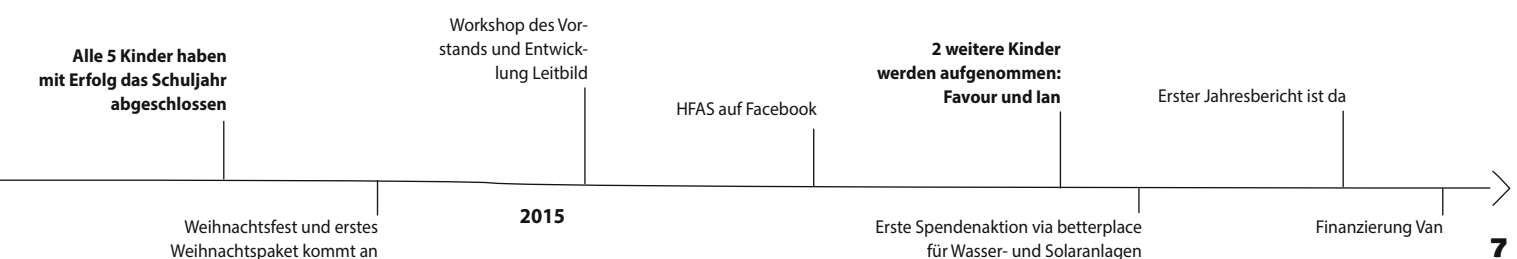 Alle 5 Kinder haben
mit Erfolg das Schuljahr
abgeschlossen
Weihnachtsfest und erstes
Weihnachtspaket kommt an
Workshop des Vor-
stands und Entwick-
lung Leitbild
2015
HFAS auf Facebook
2 weitere Kinder
werden aufgenommen:
Favour und Ian
Erste Spendenaktion via betterplace
für Wasser- und Solaranlagen
Erster Jahresbericht ist da
Finanzierung Van
7